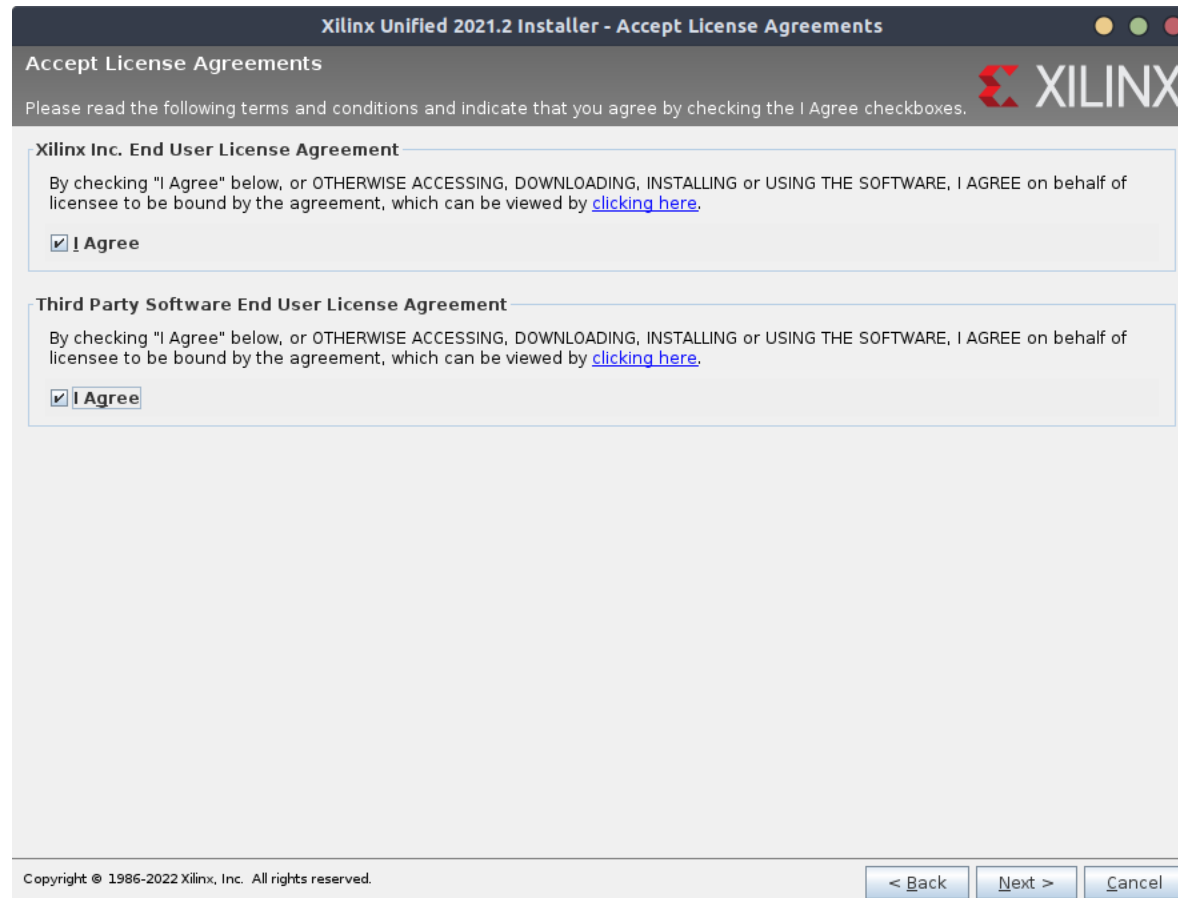 Xilinx Unified 2021.2 Installer - Accept License Agreements
Accept License Agreements
Please read the following terms and conditions and indicate that you agree by checking the I Agree checkboxes.
XILINX
Xilinx Inc. End User License Agreement
By checking "I Agree" below, or OTHERWISE ACCESSING, DOWNLOADING, INSTALLING or USING THE SOFTWARE, I AGREE on behalf of
licensee to be bound by the agreement, which can be viewed by clicking here.
I Agree
Third Party Software End User License Agreement
By checking "I Agree" below, or OTHERWISE ACCESSING, DOWNLOADING, INSTALLING or USING THE SOFTWARE, I AGREE on behalf of
licensee to be bound by the agreement, which can be viewed by clicking here.
I Agree
Copyright © 1986-2022 Xilinx, Inc. All rights reserved.
< Back Next > Cancel